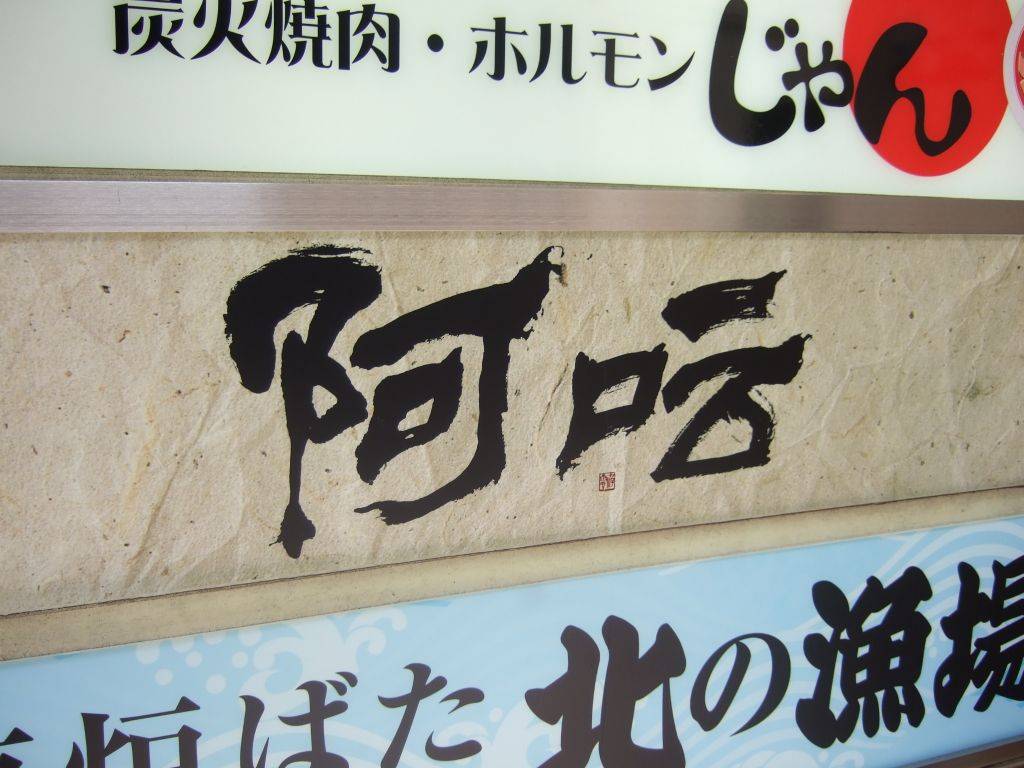 炭火焼肉・ホルモンじゃん
阿吽
炉ばた北の漁場